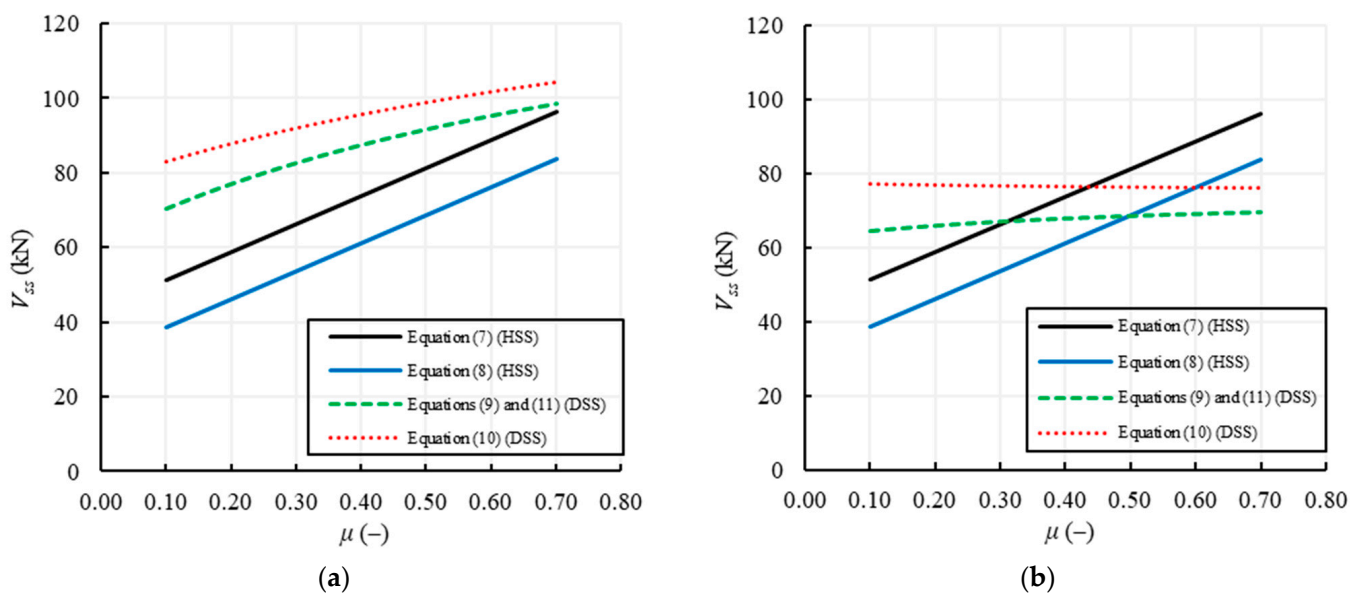 120
100
80
60
40
20
0
V_ss (kN)
0.00 0.10 0.20 0.30 0.40 0.50 0.60 0.70 0.80
μ (–)
Equation (7) (HSS)
Equation (8) (HSS)
Equations (9) and (11) (DSS)
Equation (10) (DSS)
(a)
120
100
80
60
40
20
0
V_ss (kN)
0.00 0.10 0.20 0.30 0.40 0.50 0.60 0.70 0.80
μ (–)
Equation (7) (HSS)
Equation (8) (HSS)
Equations (9) and (11) (DSS)
Equation (10) (DSS)
(b)